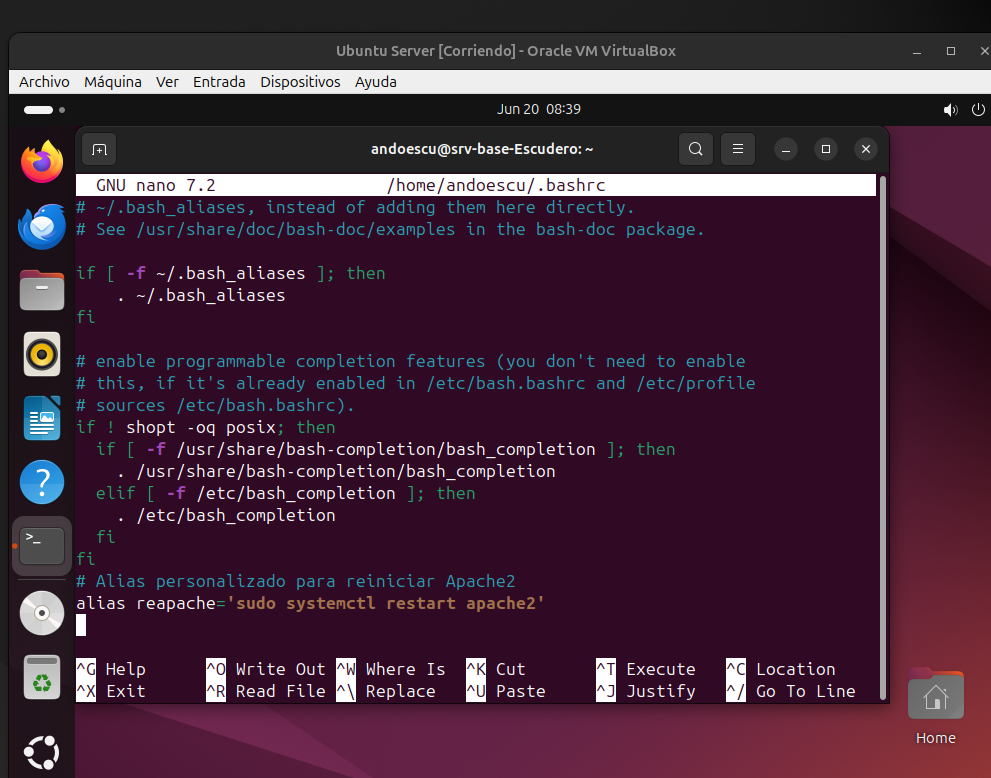 Ubuntu Server [Corriendo] - Oracle VM VirtualBox
Archivo Máquina Ver Entrada Dispositivos Ayuda
Jun 20 08:39
andoescu@srv-base-Escudero: ~
GNU nano 7.2 /home/andoescu/.bashrc
# ~/.bash_aliases, instead of adding them here directly.
# See /usr/share/doc/bash-doc/examples in the bash-doc package.
if [ -f ~/.bash_aliases ]; then
    . ~/.bash_aliases
fi
# enable programmable completion features (you don't need to enable
# this, if it's already enabled in /etc/bash.bashrc and /etc/profile
# sources /etc/bash.bashrc).
if ! shopt -oq posix; then
  if [ -f /usr/share/bash-completion/bash_completion ]; then
    . /usr/share/bash-completion/bash_completion
  elif [ -f /etc/bash_completion ]; then
    . /etc/bash_completion
  fi
fi
# Alias personalizado para reiniciar Apache2
alias reapache='sudo systemctl restart apache2'
^G Help ^O Write Out ^W Where Is ^K Cut ^T Execute ^C Location
^X Exit ^R Read File ^\ Replace ^U Paste ^J Justify ^/ Go To Line
Home